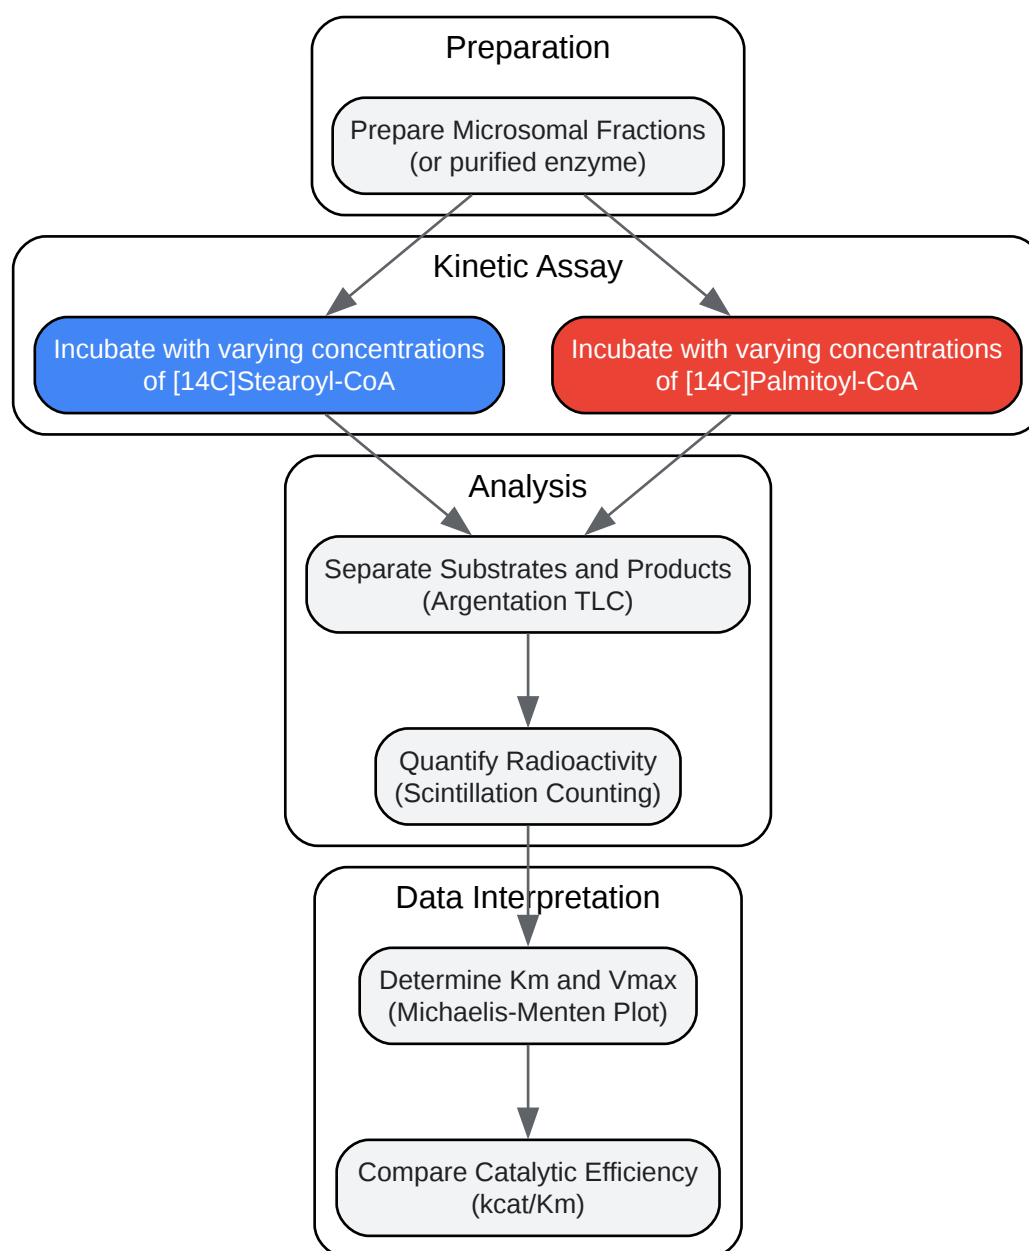 Preparation
Prepare Microsomal Fractions
(or purified enzyme)
Kinetic Assay
Incubate with varying concentrations
of [14C]Stearoyl-CoA
Incubate with varying concentrations
of [14C]Palmitoyl-CoA
Analysis
Separate Substrates and Products
(Argentation TLC)
Quantify Radioactivity
(Scintillation Counting)
Data Interpretation
Determine Km and Vmax
(Michaelis-Menten Plot)
Compare Catalytic Efficiency
(kcat/Km)